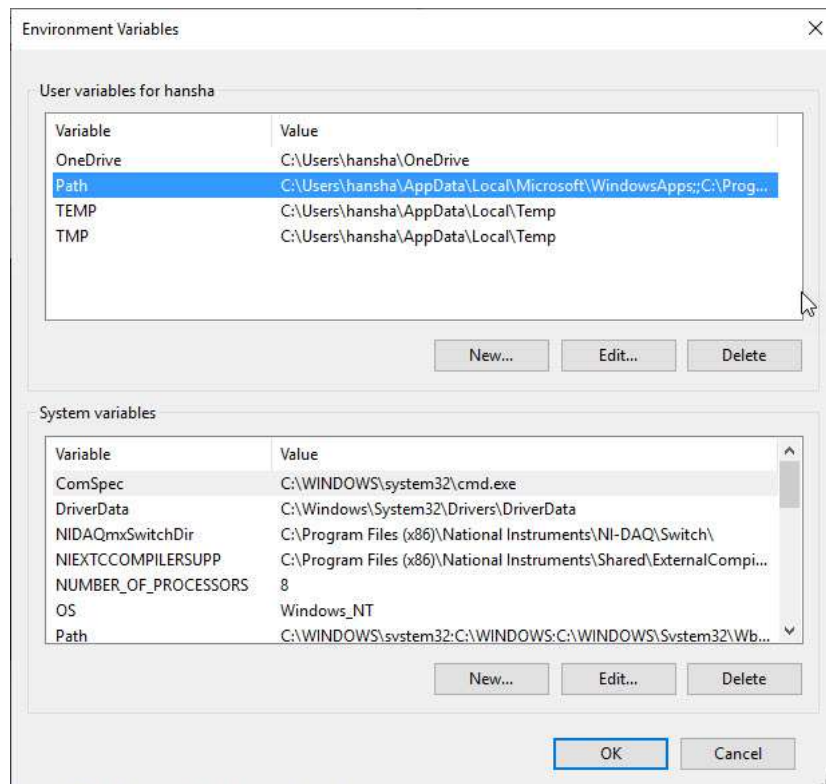 Environment Variables
User variables for hansha
Variable Value
OneDrive C:\Users\hansha\OneDrive
Path C:\Users\hansha\AppData\Local\Microsoft\WindowsApps;;C:\Prog...
TEMP C:\Users\hansha\AppData\Local\Temp
TMP C:\Users\hansha\AppData\Local\Temp
New... Edit... Delete
System variables
Variable Value
ComSpec C:\WINDOWS\system32\cmd.exe
DriverData C:\Windows\System32\Drivers\DriverData
NIDAQmxSwitchDir C:\Program Files (x86)\National Instruments\NI-DAQ\Switch\
NIEXTCCOMPILERSUPP C:\Program Files (x86)\National Instruments\Shared\ExternalCompi...
NUMBER_OF_PROCESSORS 8
OS Windows_NT
Path C:\WINDOWS\system32;C:\WINDOWS;C:\WINDOWS\System32\Wb...
New... Edit... Delete
OK Cancel